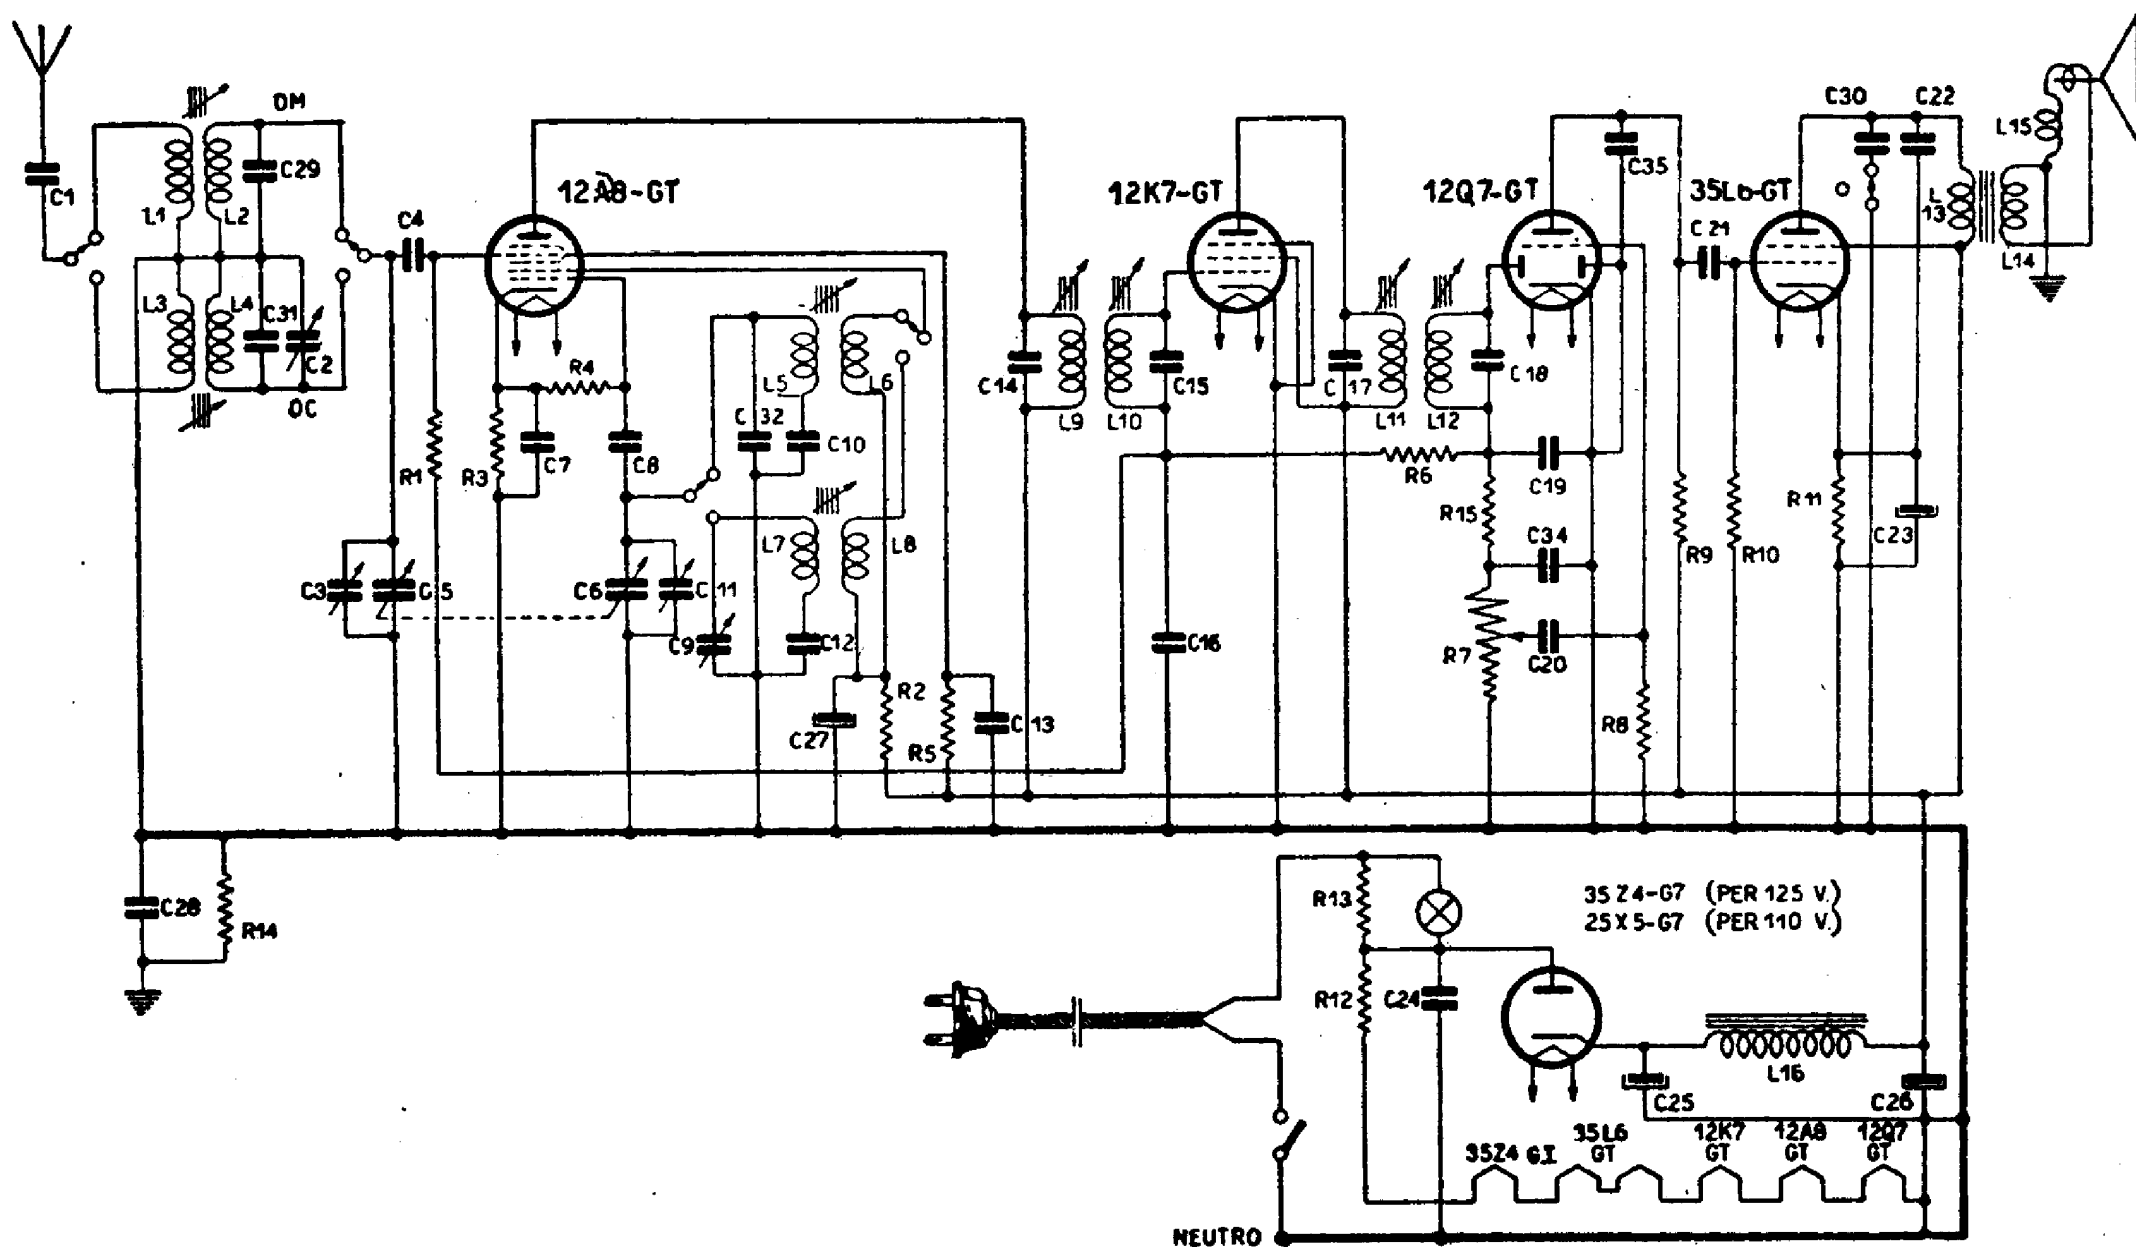 OM
C1
C29
L1
L2
L3
L4
C31
C2
OC
C4
12A8-GT
R4
R1
R3
C7
C8
C3
C5
C6
C11
L5
L6
C32
C10
L7
L8
C9
C12
C27
R2
R5
C13
12K7-GT
C14
L9
L10
C15
C17
L11
L12
C18
C16
R6
12Q7-GT
C35
C19
R15
C34
R7
C20
R8
35L6-GT
C21
R9
R10
R11
C23
C30
C22
O
L13
L14
L15
C28
R14
R13
R12
C24
35Z4-G7 (PER 125 V.)
25X5-G7 (PER 110 V.)
L16
C25
C26
35Z4 GT
35L6 GT
12K7 GT
12A8 GT
12Q7 GT
NEUTRO